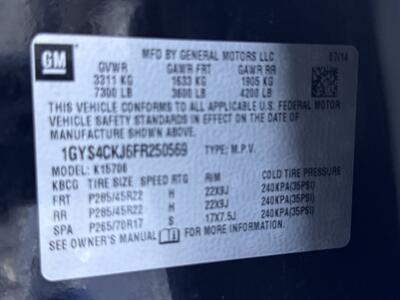 GM
MFD BY GENERAL MOTORS LLC 07/14
GVWR GAWR FRT GAWR RR
3311 KG 1633 KG 1905 KG
7300 LB 3600 LB 4200 LB
THIS VEHICLE CONFORMS TO ALL APPLICABLE U.S. FEDERAL MOTOR
VEHICLE SAFETY STANDARDS IN EFFECT ON THE DATE OF
MANUFACTURE SHOWN ABOVE.
1GYS4CKJ6FR250569 TYPE: M.P.V.
MODEL: K15706
KBCG TIRE SIZE SPEED RTG RIM COLD TIRE PRESSURE
FRT P285/45R22 H 22X9J 240KPA(35PSI)
RR P285/45R22 H 22X9J 240KPA(35PSI)
SPA P265/70R17 S 17X7.5J 240KPA(35PSI)
SEE OWNER'S MANUAL FOR MORE INFORMATION.